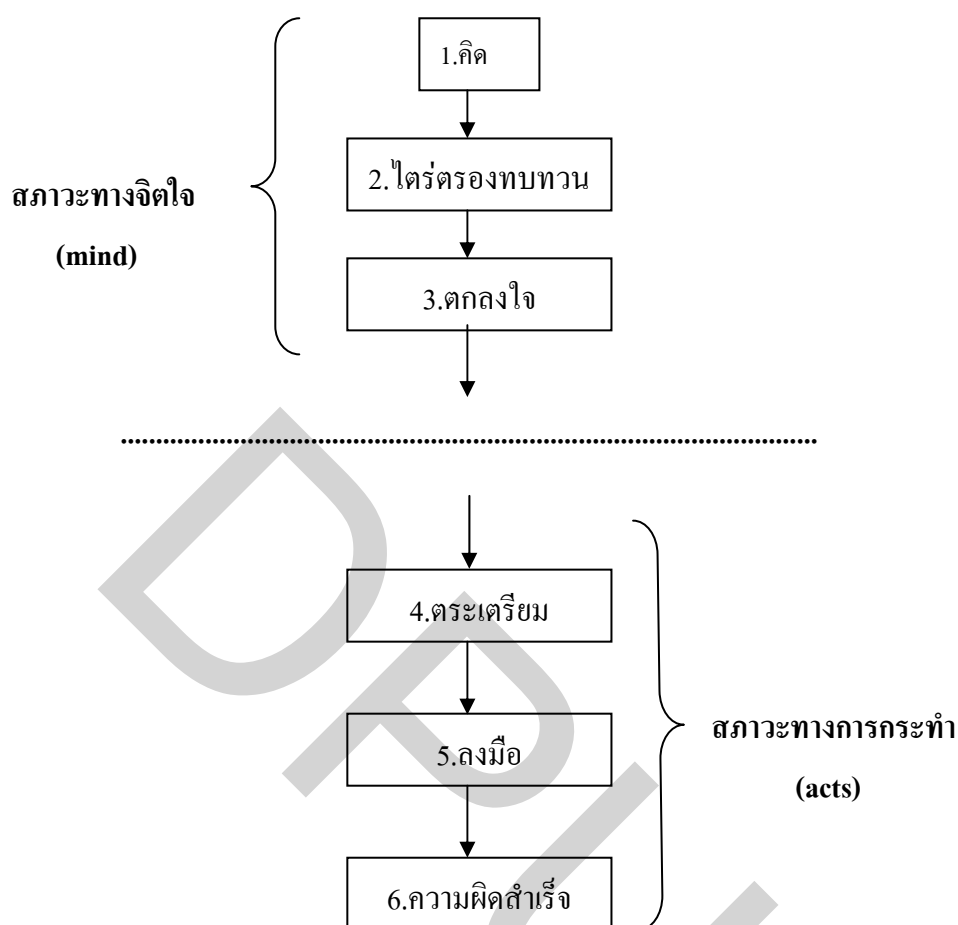 1.คิด
2.ไตร่ตรองทบทวน
สภาวะทางจิตใจ
(mind)
3.ตกลงใจ
4.ตระเตรียม
5.ลงมือ
สภาวะทางการกระทำ
(acts)
6.ความผิดสำเร็จ
DPU